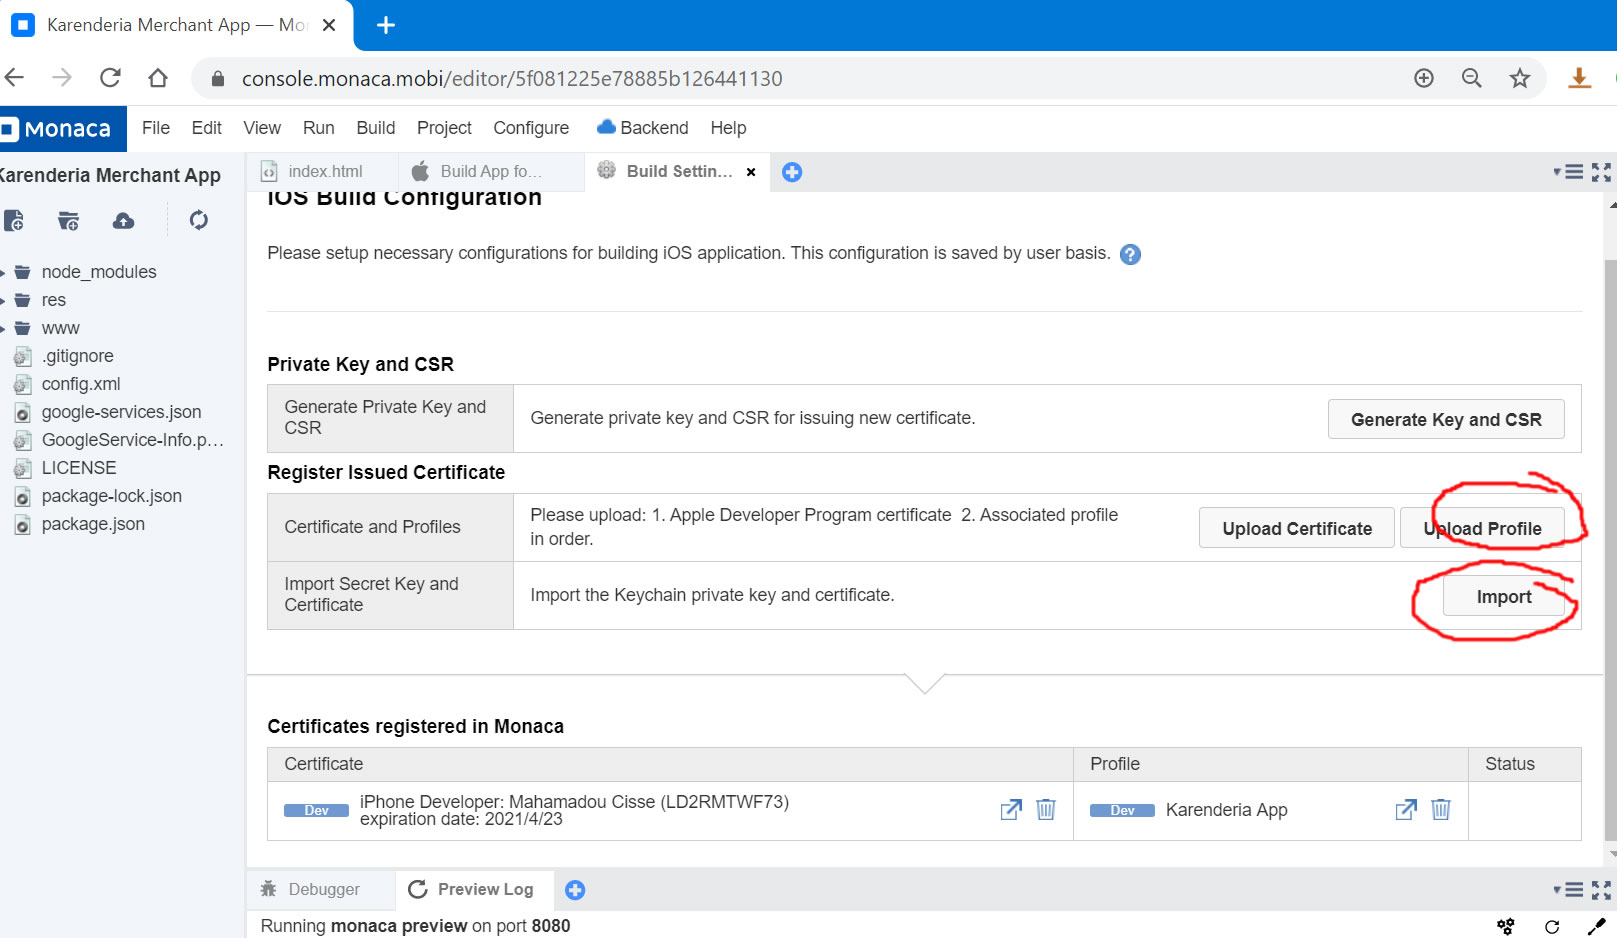 Karenderia Merchant App — Mo
console.monaca.mobi/editor/5f081225e78885b126441130
Monaca File Edit View Run Build Project Configure Backend Help
Karenderia Merchant App
index.html Build App fo... Build Settin...
iOS Build Configuration
Please setup necessary configurations for building iOS application. This configuration is saved by user basis. ?
node_modules
res
www
.gitignore
config.xml
google-services.json
GoogleService-Info.p...
LICENSE
package-lock.json
package.json
Private Key and CSR
Generate Private Key and
CSR
Generate private key and CSR for issuing new certificate.
Generate Key and CSR
Register Issued Certificate
Certificate and Profiles
Please upload: 1. Apple Developer Program certificate 2. Associated profile
in order.
Upload Certificate Upload Profile
Import Secret Key and
Certificate
Import the Keychain private key and certificate.
Import
Certificates registered in Monaca
Certificate Profile Status
Dev iPhone Developer: Mahamadou Cisse (LD2RMTWF73)
expiration date: 2021/4/23
Dev Karenderia App
Debugger Preview Log
Running monaca preview on port 8080